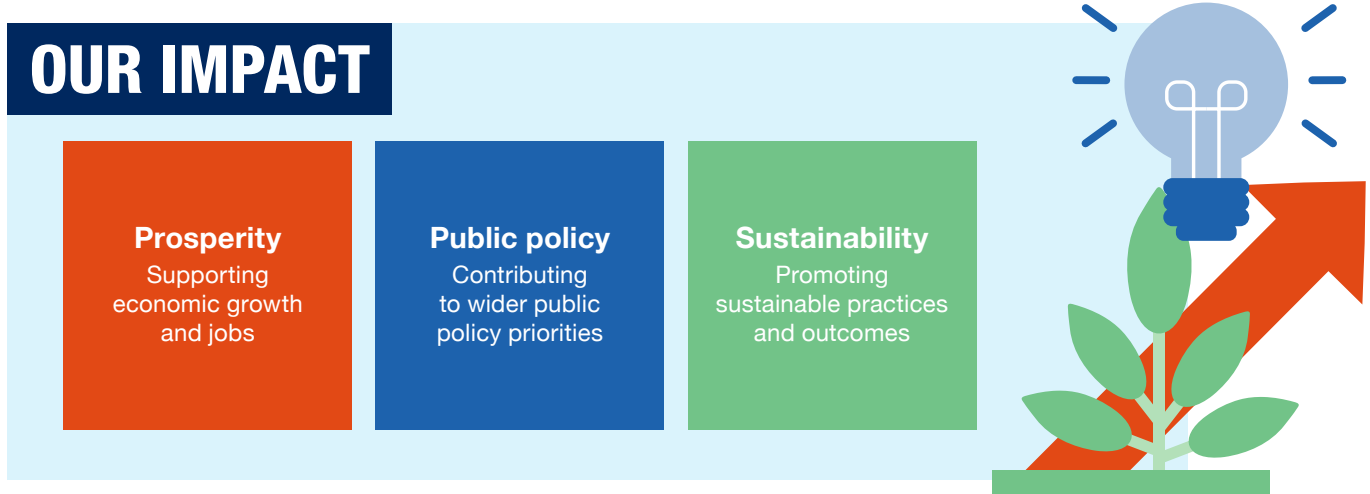 OUR IMPACT
Prosperity
Supporting
economic growth
and jobs
Public policy
Contributing
to wider public
policy priorities
Sustainability
Promoting
sustainable practices
and outcomes